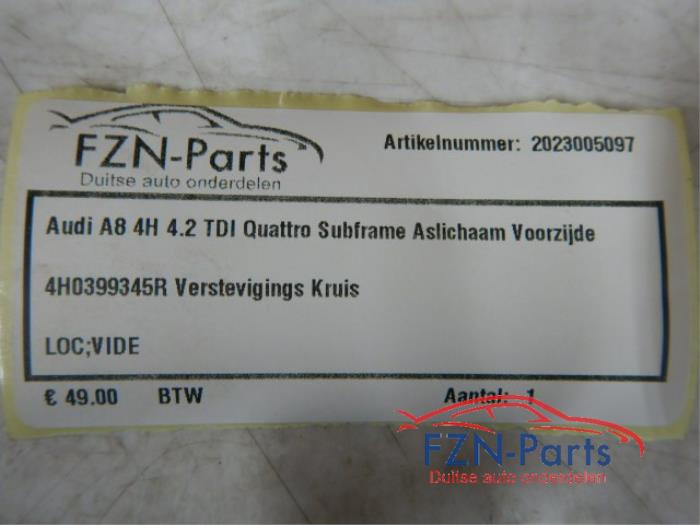 FZN-Parts
Duitse auto onderdelen
Artikelnummer: 2023005097
Audi A8 4H 4.2 TDI Quattro Subframe Aslichaam Voorzijde
4H0399345R Verstevigings Kruis
LOC;VIDE
€ 49.00 BTW Aantal: 1
FZN-Parts
Duitse auto onderdelen